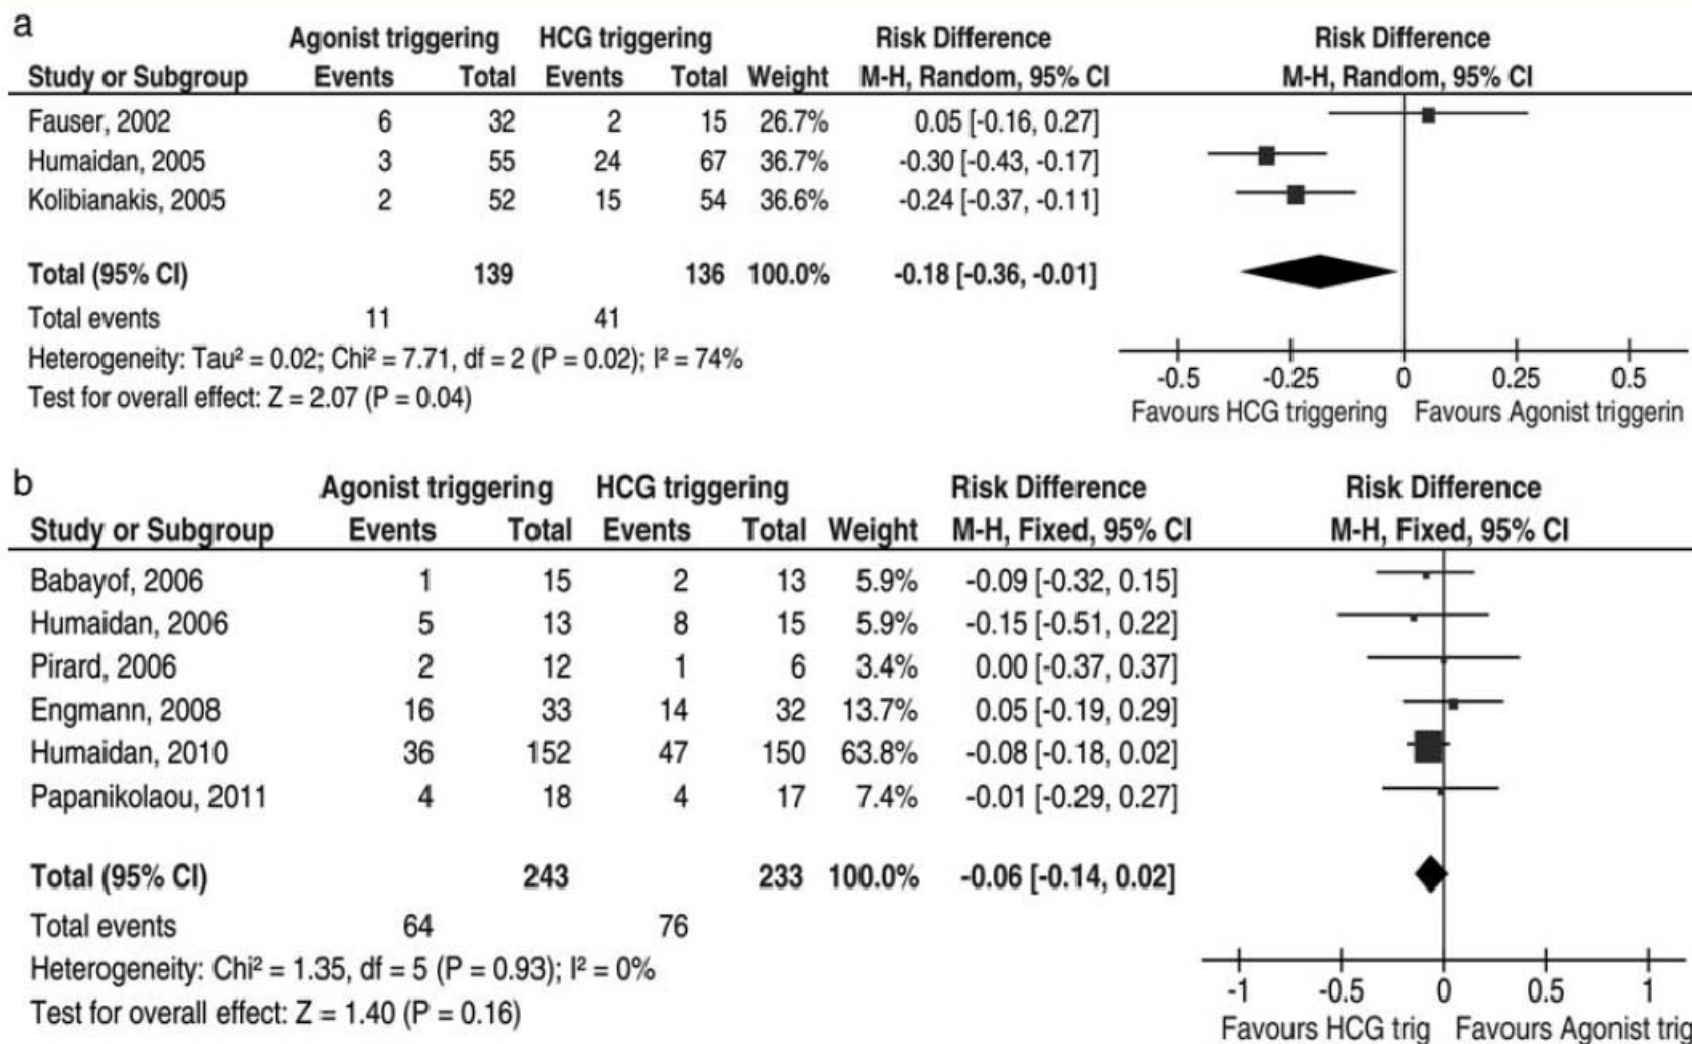 a
Agonist triggering HCG triggering Risk Difference Risk Difference
Study or Subgroup Events Total Events Total Weight M-H, Random, 95% CI M-H, Random, 95% CI
Fauser, 2002 6 32 2 15 26.7% 0.05 [-0.16, 0.27]
Humaidan, 2005 3 55 24 67 36.7% -0.30 [-0.43, -0.17]
Kolibianakis, 2005 2 52 15 54 36.6% -0.24 [-0.37, -0.11]
Total (95% CI) 139 136 100.0% -0.18 [-0.36, -0.01]
Total events 11 41
Heterogeneity: Tau² = 0.02; Chi² = 7.71, df = 2 (P = 0.02); I² = 74%
Test for overall effect: Z = 2.07 (P = 0.04)
-0.5 -0.25 0 0.25 0.5
Favours HCG triggering Favours Agonist triggerin
b
Agonist triggering HCG triggering Risk Difference Risk Difference
Study or Subgroup Events Total Events Total Weight M-H, Fixed, 95% CI M-H, Fixed, 95% CI
Babayof, 2006 1 15 2 13 5.9% -0.09 [-0.32, 0.15]
Humaidan, 2006 5 13 8 15 5.9% -0.15 [-0.51, 0.22]
Pirard, 2006 2 12 1 6 3.4% 0.00 [-0.37, 0.37]
Engmann, 2008 16 33 14 32 13.7% 0.05 [-0.19, 0.29]
Humaidan, 2010 36 152 47 150 63.8% -0.08 [-0.18, 0.02]
Papanikolaou, 2011 4 18 4 17 7.4% -0.01 [-0.29, 0.27]
Total (95% CI) 243 233 100.0% -0.06 [-0.14, 0.02]
Total events 64 76
Heterogeneity: Chi² = 1.35, df = 5 (P = 0.93); I² = 0%
Test for overall effect: Z = 1.40 (P = 0.16)
-1 -0.5 0 0.5 1
Favours HCG trig Favours Agonist trig